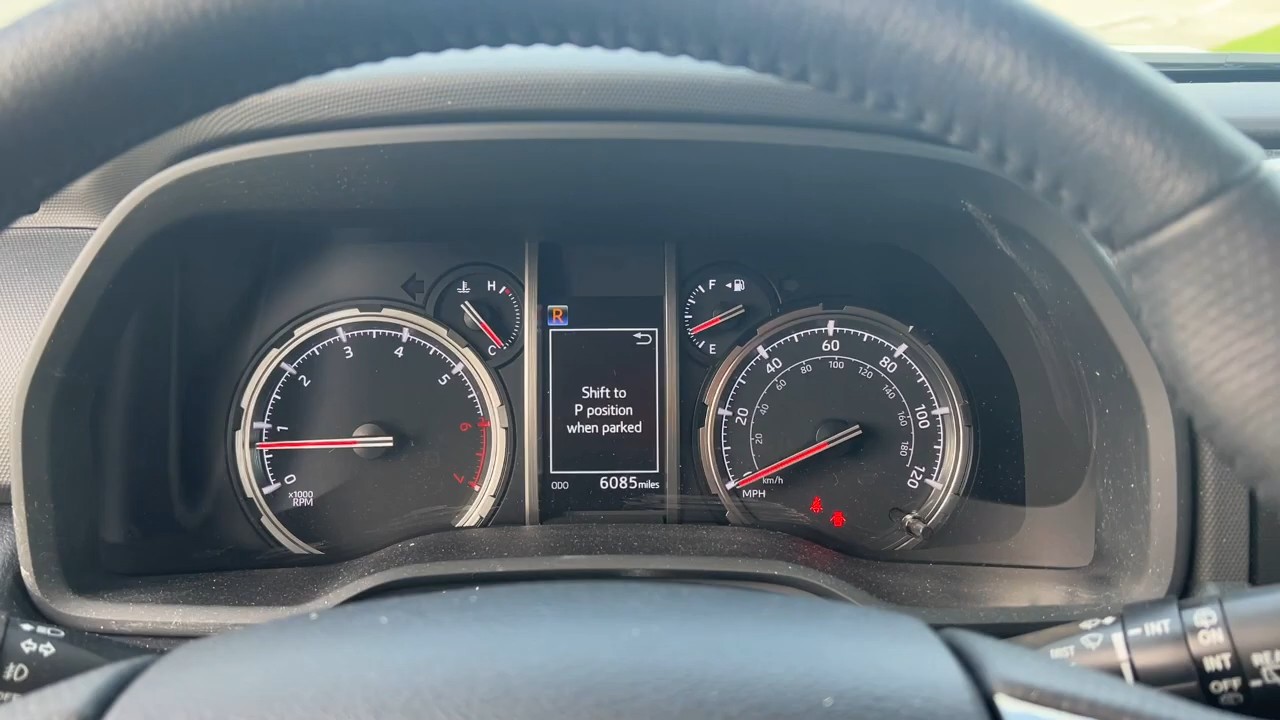 H
C
R
F
E
Shift to
P position
when parked
ODO 6085 miles
0
1
2
3
4
5
6
7
x1000
RPM
20
40
60
80
100
120
20
40
60
80
100
120
140
160
180
km/h
MPH
MIST
INT
ON
INT
OFF